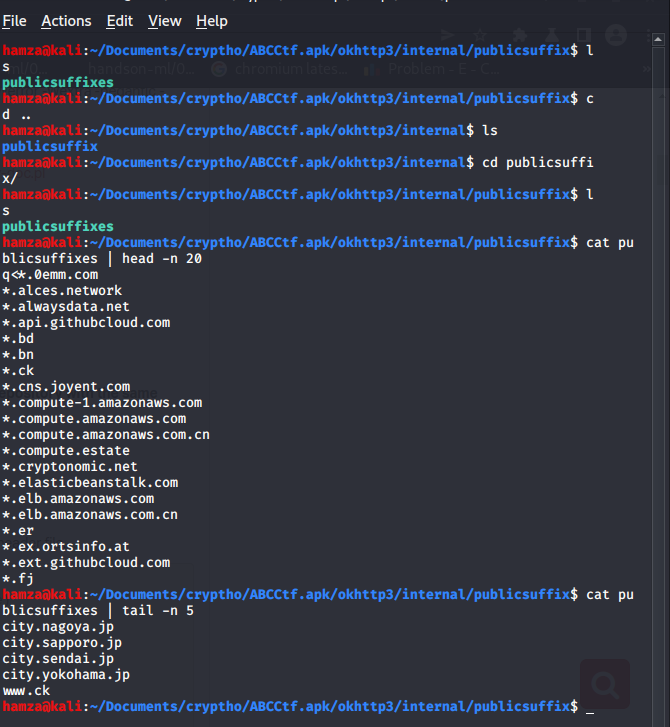 File Actions Edit View Help
hamza@kali:~/Documents/cryptho/ABCCtf.apk/okhttp3/internal/publicsuffix$ l
s
publicsuffixes
hamza@kali:~/Documents/cryptho/ABCCtf.apk/okhttp3/internal/publicsuffix$ c
d ..
hamza@kali:~/Documents/cryptho/ABCCtf.apk/okhttp3/internal$ ls
publicsuffix
hamza@kali:~/Documents/cryptho/ABCCtf.apk/okhttp3/internal$ cd publicsuffi
x/
hamza@kali:~/Documents/cryptho/ABCCtf.apk/okhttp3/internal/publicsuffix$ l
s
publicsuffixes
hamza@kali:~/Documents/cryptho/ABCCtf.apk/okhttp3/internal/publicsuffix$ cat pu
blicsuffixes | head -n 20
q<*.0emm.com
*.alces.network
*.alwaysdata.net
*.api.githubcloud.com
*.bd
*.bn
*.ck
*.cns.joyent.com
*.compute-1.amazonaws.com
*.compute.amazonaws.com
*.compute.amazonaws.com.cn
*.compute.estate
*.cryptonomic.net
*.elasticbeanstalk.com
*.elb.amazonaws.com
*.elb.amazonaws.com.cn
*.er
*.ex.ortsinfo.at
*.ext.githubcloud.com
*.fj
hamza@kali:~/Documents/cryptho/ABCCtf.apk/okhttp3/internal/publicsuffix$ cat pu
blicsuffixes | tail -n 5
city.nagoya.jp
city.sapporo.jp
city.sendai.jp
city.yokohama.jp
www.ck
hamza@kali:~/Documents/cryptho/ABCCtf.apk/okhttp3/internal/publicsuffix$ _